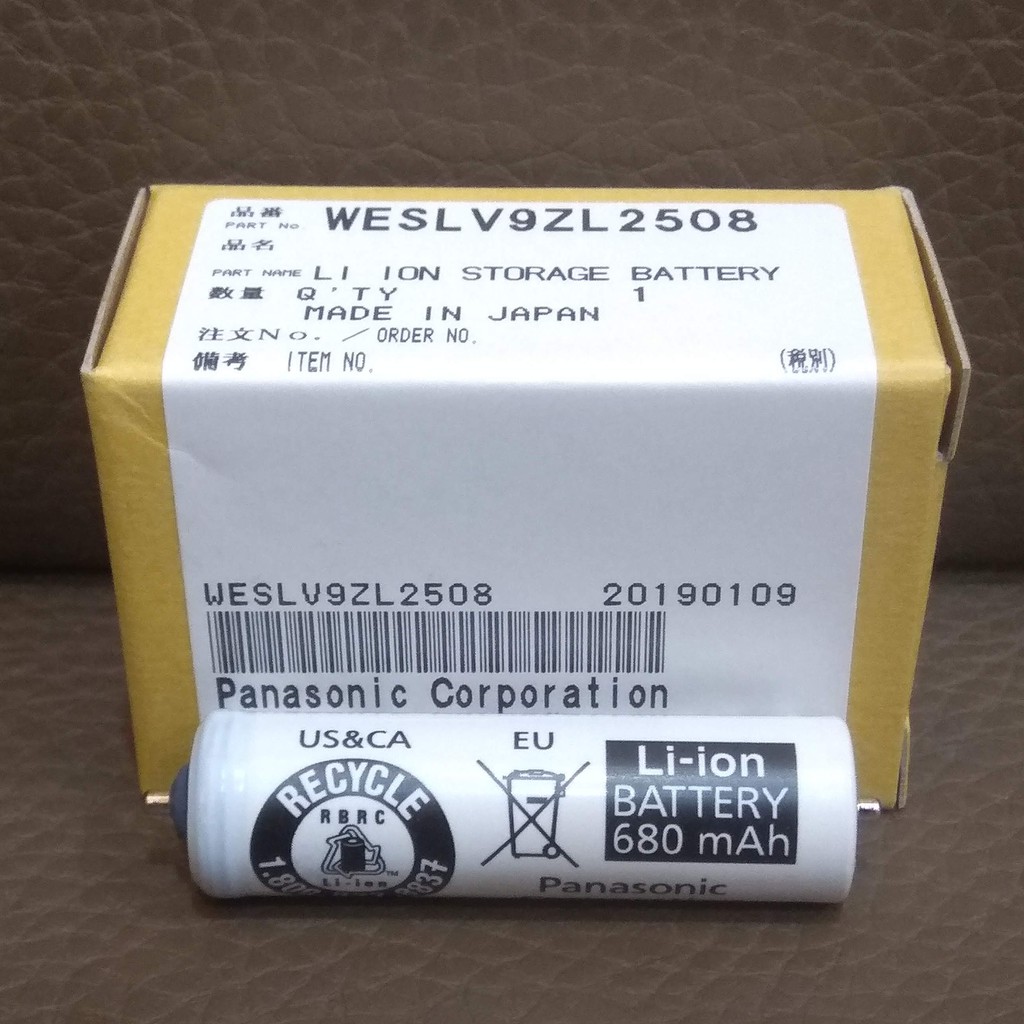 品番
PART No WESLV9ZL2508
品名
PART NAME LI ION STORAGE BATTERY
数量 Q'TY 1
MADE IN JAPAN
注文No. / ORDER NO.
備考 ITEM NO. (税別)
WESLV9ZL2508 20190109
Panasonic Corporation
US&CA EU
RECYCLE
RBRC
Li-ion
TM
Li-ion
BATTERY
680 mAh
Panasonic